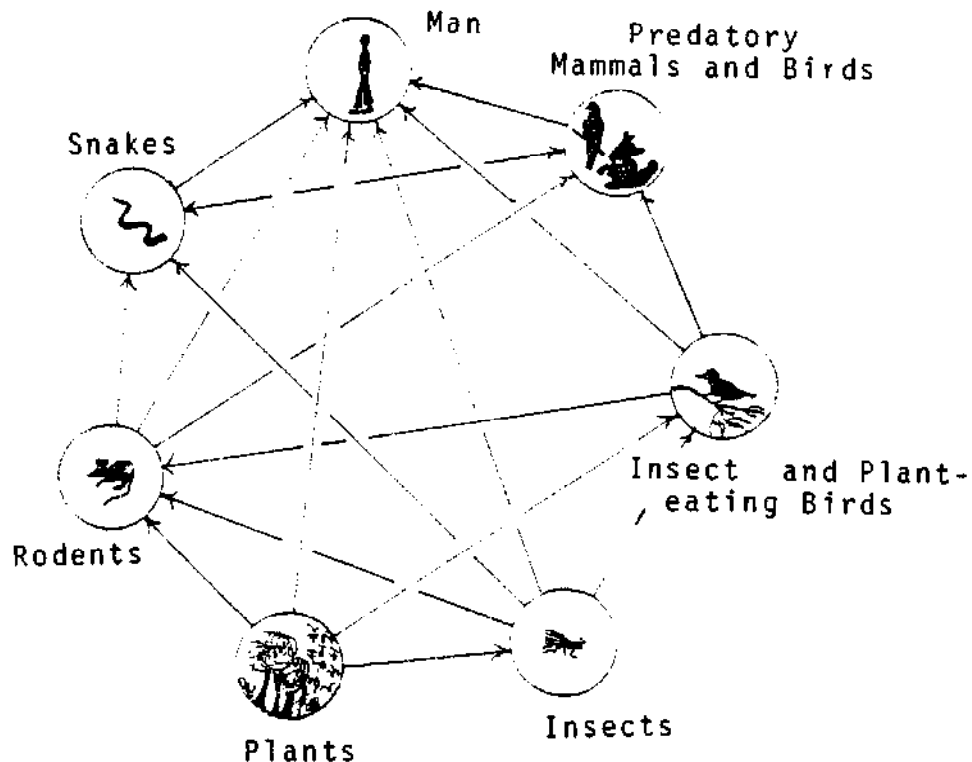 Man
Predatory
Mammals and Birds
Snakes
Insect and Plant-
eating Birds
Rodents
Insects
Plants